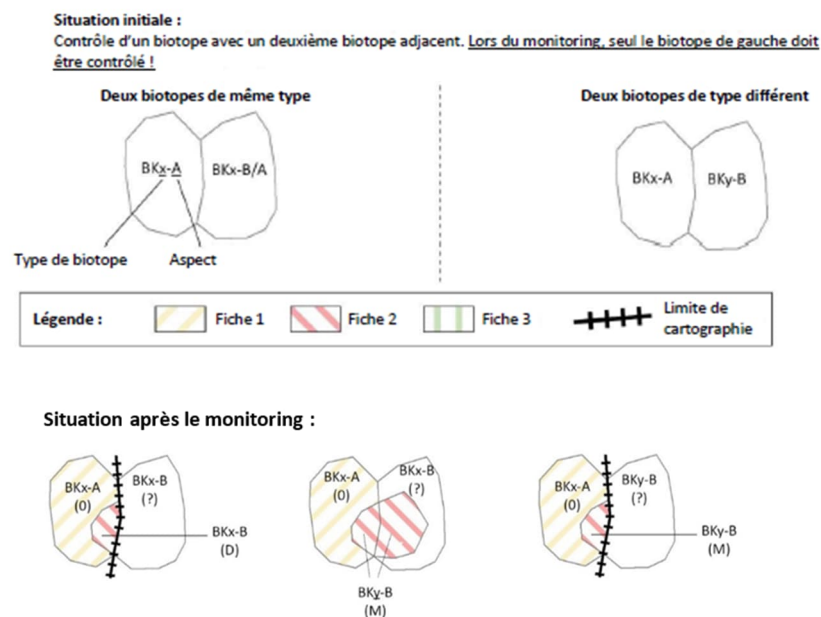 Situation initiale :
Contrôle d'un biotope avec un deuxième biotope adjacent. Lors du monitoring, seul le biotope de gauche doit
être contrôlé !
Deux biotopes de même type
Deux biotopes de type différent
BKx-A
BKx-B/A
BKx-A
BKy-B
Type de biotope
Aspect
Légende :
Fiche 1
Fiche 2
Fiche 3
Limite de
cartographie
Situation après le monitoring :
BKx-A
(0)
BKx-B
(?)
BKx-B
(D)
BKx-A
(0)
BKx-B
(?)
BKy-B
(M)
BKx-A
(0)
BKy-B
(?)
BKy-B
(M)